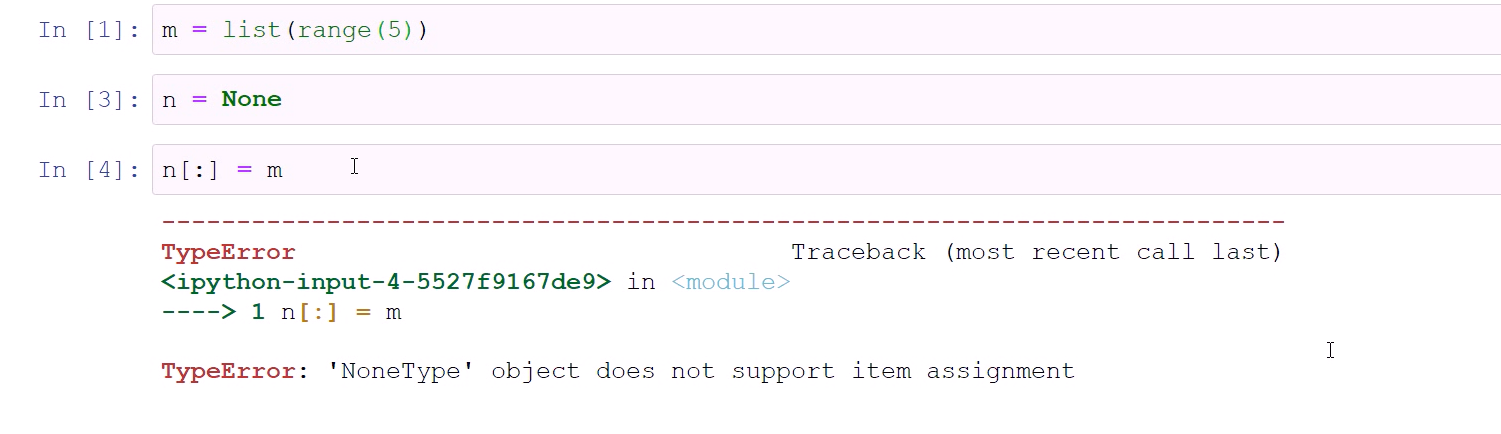 In [1]: m = list(range(5))
In [3]: n = None
In [4]: n[:] = m
---------------------------------------------------------------------------
TypeError                                 Traceback (most recent call last)
<ipython-input-4-5527f9167de9> in <module>
----> 1 n[:] = m
TypeError: 'NoneType' object does not support item assignment